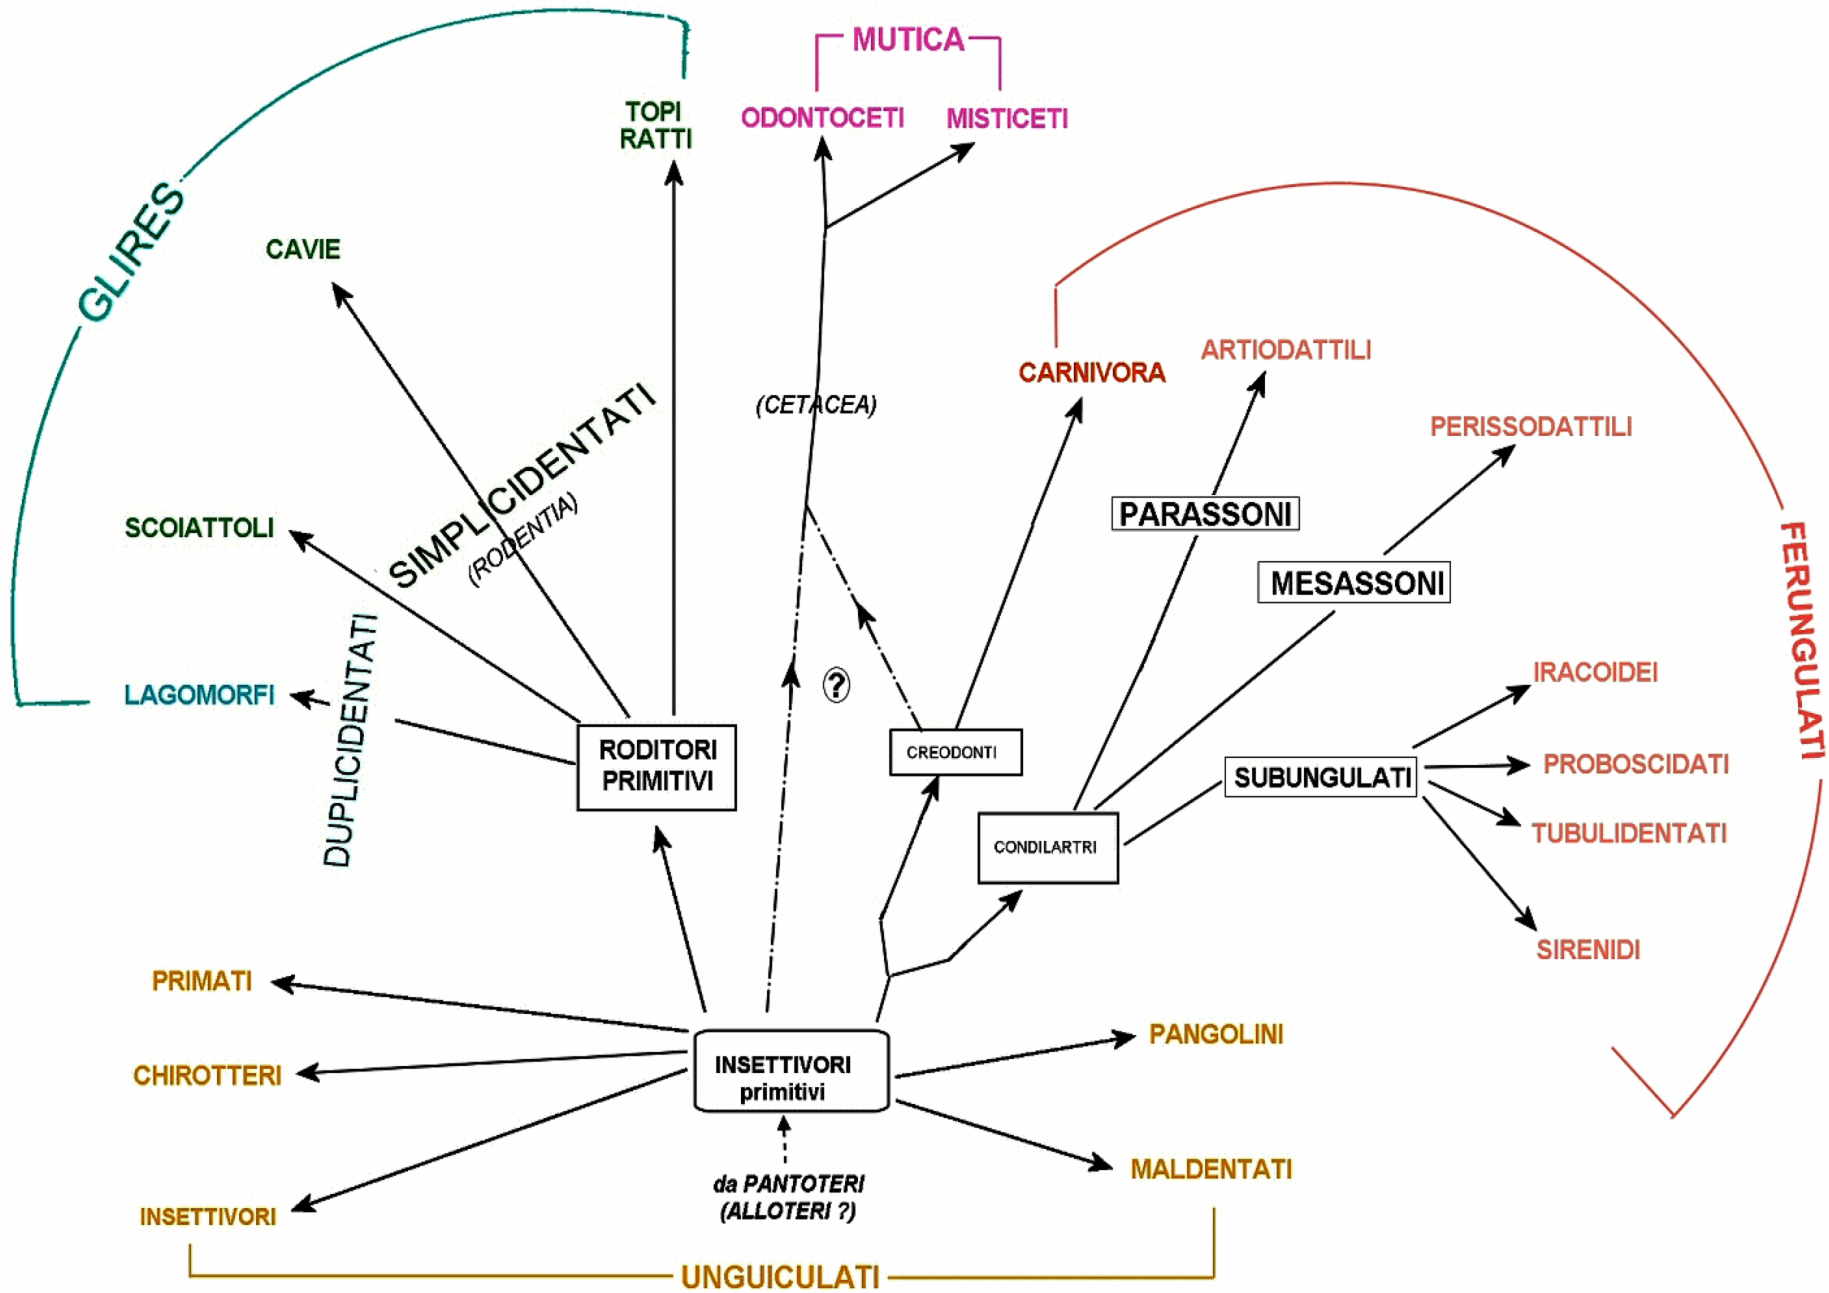 MUTICA
TOPI
RATTI
ODONTOCETI
MISTICETI
GLIRES
CAVIE
CARNIVORA
ARTIODATTILI
(CETACEA)
PERISSODATTILI
SIMPLICIDENTATI
(RODENTIA)
SCOIATTOLI
PARASSONI
MESASSONI
FERUNGULATI
DUPLICIDENTATI
LAGOMORFI
?
IRACOIDEI
RODITORI
PRIMITIVI
CREODONTI
SUBUNGULATI
PROBOSCIDATI
CONDILARTRI
TUBULIDENTATI
SIRENIDI
PRIMATI
CHIROTTERI
INSETTIVORI
primitivi
PANGOLINI
da PANTOTERI
(ALLOTERI ?)
MALDENTATI
INSETTIVORI
UNGUICULATI